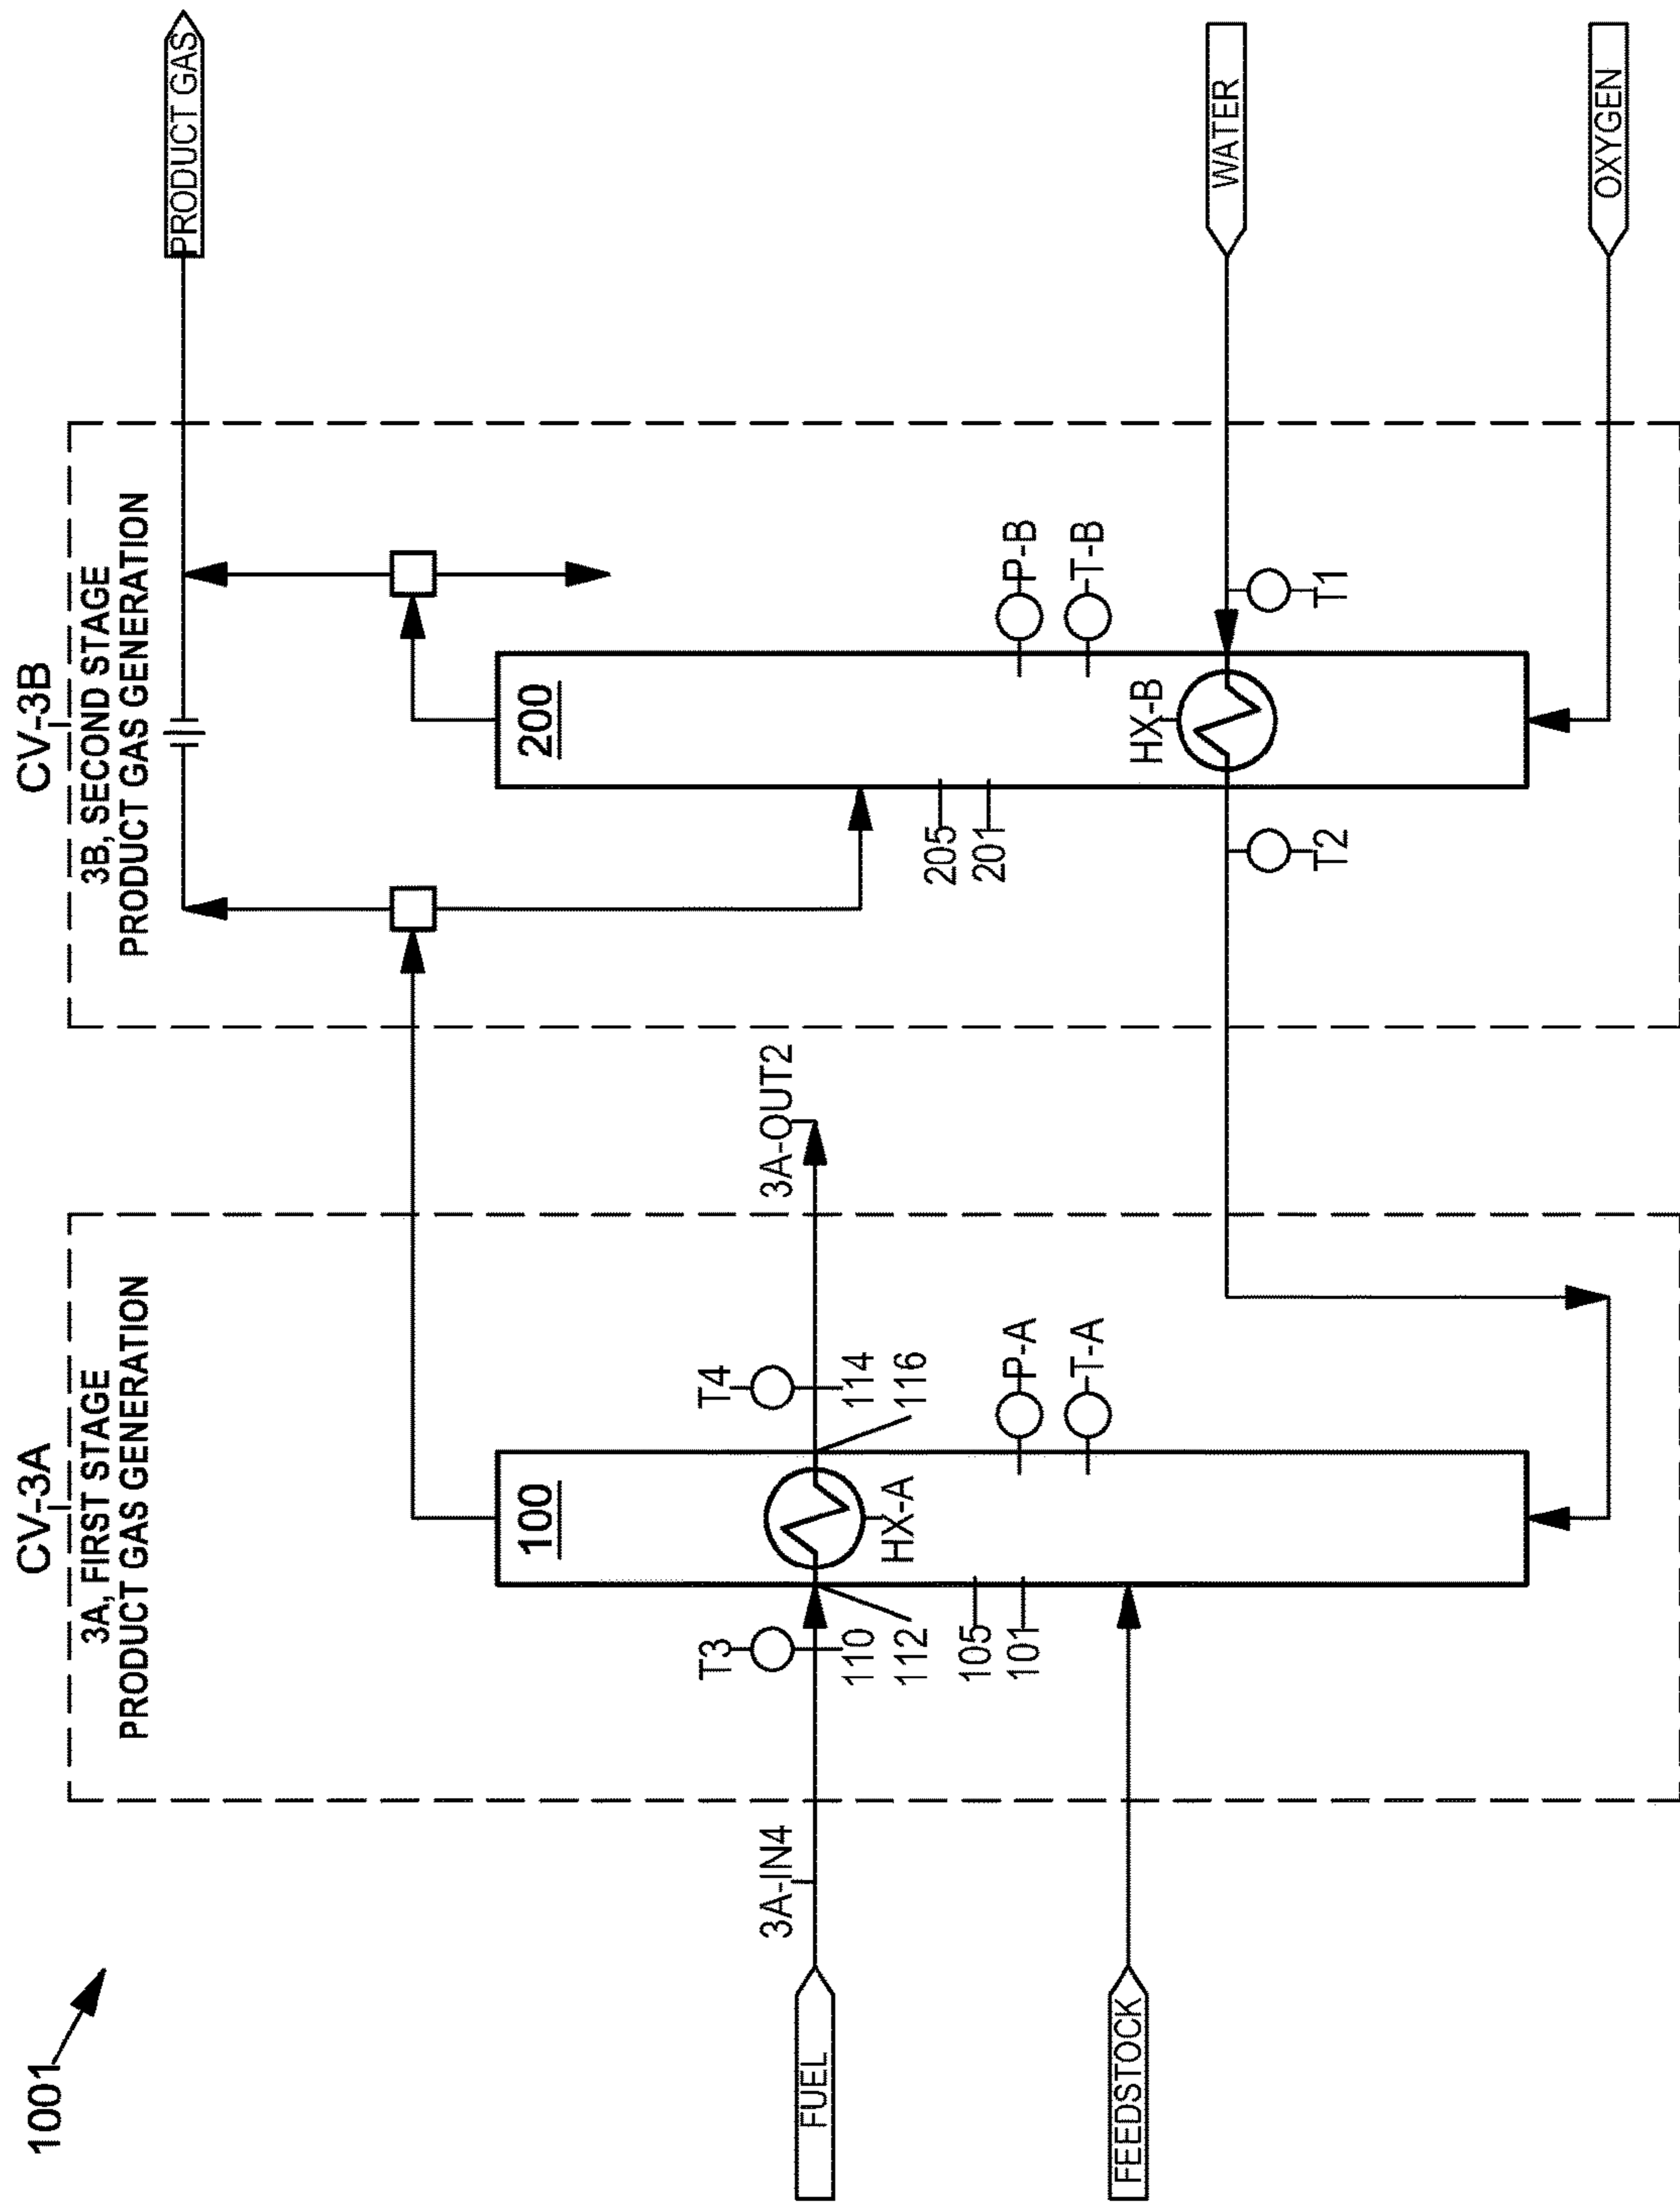 1001
CV-3A
3A, FIRST STAGE
PRODUCT GAS GENERATION
CV-3B
3B, SECOND STAGE
PRODUCT GAS GENERATION
PRODUCT GAS
100
200
FUEL
3A-IN4
T3
110
112
HX-A
T4
114
116
3A-OUT2
105
101
P-A
T-A
FEEDSTOCK
205
201
P-B
T-B
HX-B
T2
T1
WATER
OXYGEN